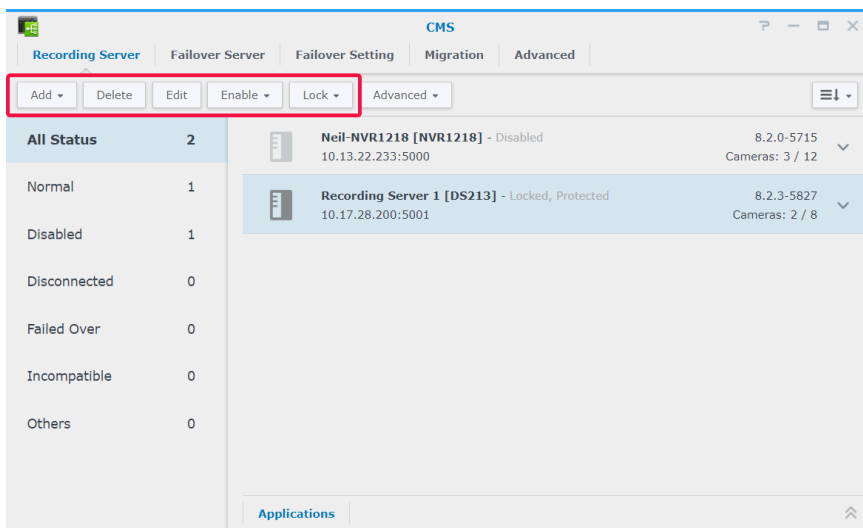 CMS
Recording Server Failover Server Failover Setting Migration Advanced
Add Delete Edit Enable Lock Advanced
All Status 2
Normal 1
Disabled 1
Disconnected 0
Failed Over 0
Incompatible 0
Others 0
Neil-NVR1218 [NVR1218] - Disabled 8.2.0-5715
10.13.22.233:5000 Cameras: 3 / 12
Recording Server 1 [DS213] - Locked, Protected 8.2.3-5827
10.17.28.200:5001 Cameras: 2 / 8
Applications